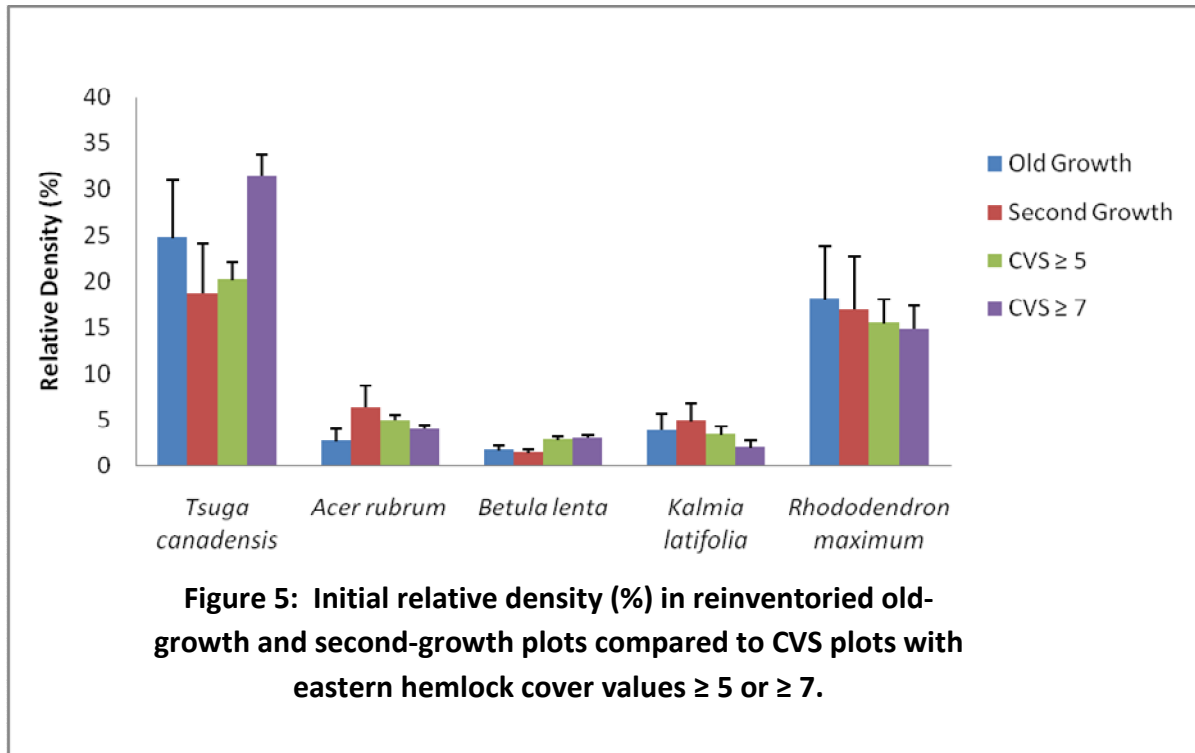 40
35
30
25
20
15
10
5
0
Relative Density (%)
Tsuga
canadensis
Acer rubrum
Betula lenta
Kalmia
latifolia
Rhododendron
maximum
Old Growth
Second Growth
CVS ≥ 5
CVS ≥ 7
Figure 5: Initial relative density (%) in reinventoried old-
growth and second-growth plots compared to CVS plots with
eastern hemlock cover values ≥ 5 or ≥ 7.